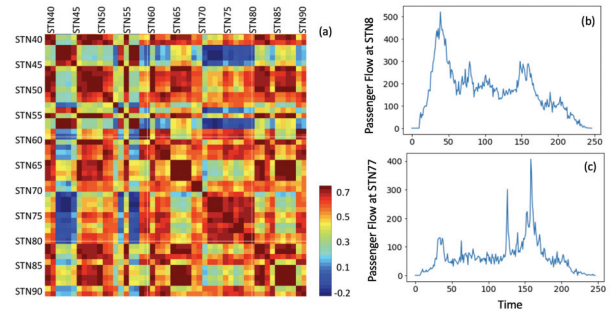 STN40 STN45 STN50 STN55 STN60 STN65 STN70 STN75 STN80 STN85 STN90
(a)
STN40
STN45
STN50
STN55
STN60
STN65
STN70
STN75
STN80
STN85
STN90
0.7
0.5
0.3
0.1
-0.2
(b)
Passenger Flow at STN8
500
400
300
200
100
0
0 50 100 150 200 250
(c)
Passenger Flow at STN77
400
300
200
100
0
0 50 100 150 200 250
Time